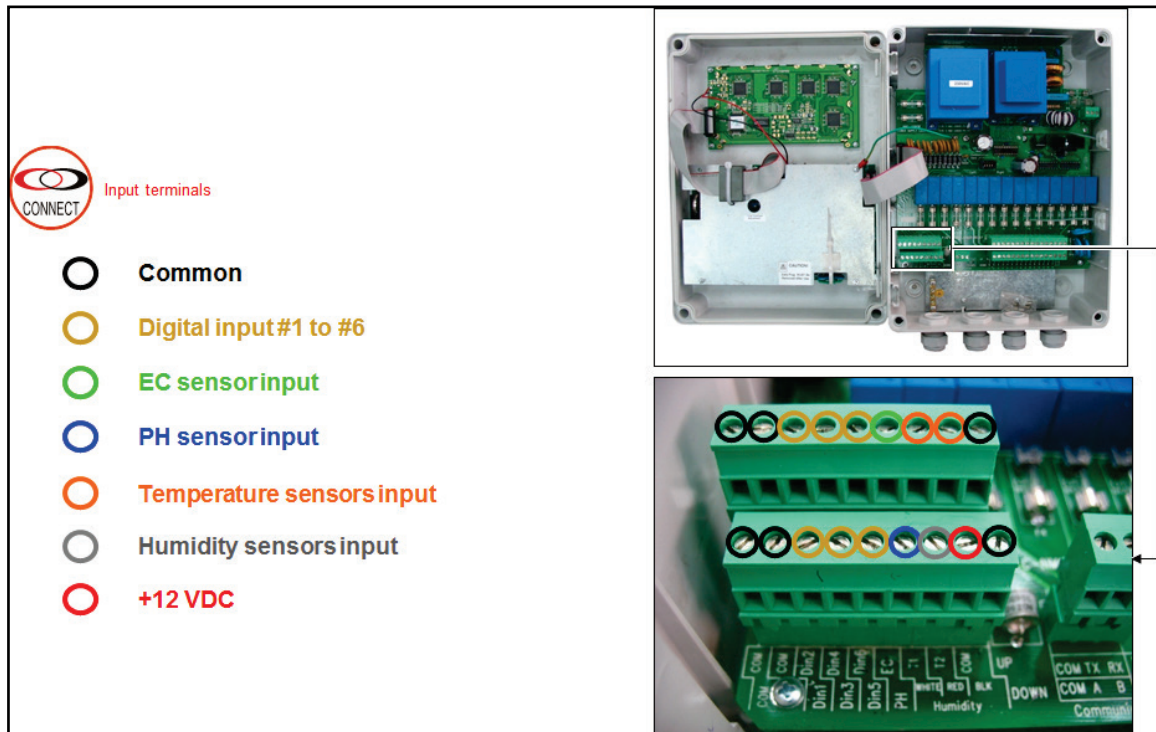 CONNECT
Input terminals
Common
Digital input #1 to #6
EC sensor input
PH sensor input
Temperature sensors input
Humidity sensors input
+12 VDC
CAUTION
COM COM Din2 Din4 Din6 EC T1 T2 COM UP
COM Din1 Din3 Din5 PH WHITE RED BLK DOWN
Humidity
COM TX RX
COM A B
Communi